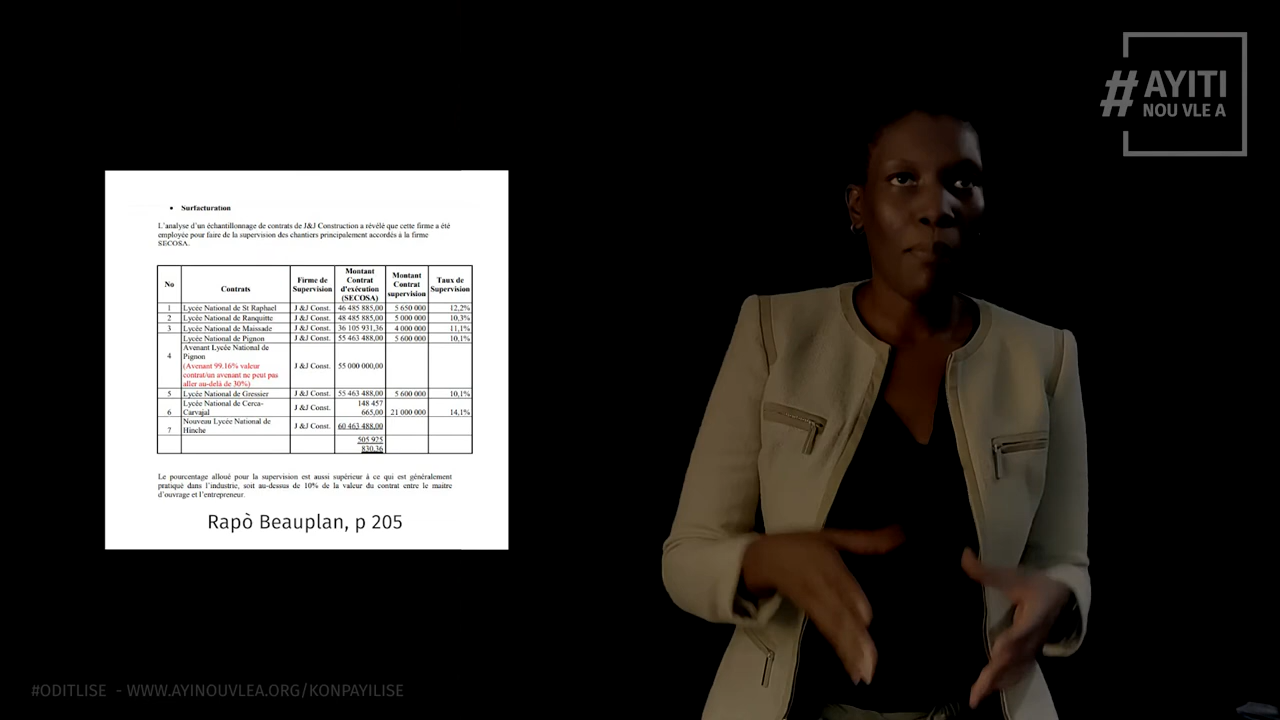 # AYITI
NOU VLE A
• Surfacturation
L'analyse d'un échantillonnage de contrats de J&J Construction a révélé que cette firme a été
employée pour faire de la supervision des chantiers principalement accordés à la firme
SECOSA.
No Contrats Firme de Supervision Montant Contrat d'exécution (SECOSA) Montant Contrat supervision Taux de Supervision
1 Lycée National de St Raphael J &J Const. 46 485 885,00 5 650 000 12,2%
2 Lycée National de Ranquitte J &J Const. 48 485 885,00 5 000 000 10,3%
3 Lycée National de Maissade J &J Const. 36 105 931,36 4 000 000 11,1%
Lycée National de Pignon J &J Const. 55 463 488,00 5 600 000 10,1%
4 Avenant Lycée National de
Pignon
(Avenant 99.16% valeur
contrat/un avenant ne peut pas
aller au-delà de 30%) J &J Const. 55 000 000,00
5 Lycée National de Gressier J &J Const. 55 463 488,00 5 600 000 10,1%
6 Lycée National de Cerca-
Carvajal J &J Const. 148 457 665,00 21 000 000 14,1%
7 Nouveau Lycée National de
Hinche J &J Const. 60 463 488,00
505 925
830,36
Le pourcentage alloué pour la supervision est aussi supérieur à ce qui est généralement
pratiqué dans l'industrie, soit au-dessus de 10% de la valeur du contrat entre le maitre
d'ouvrage et l'entrepreneur.
Rapò Beauplan, p 205
#ODITLISE - WWW.AYINOUVLEA.ORG/KONPAYILISE